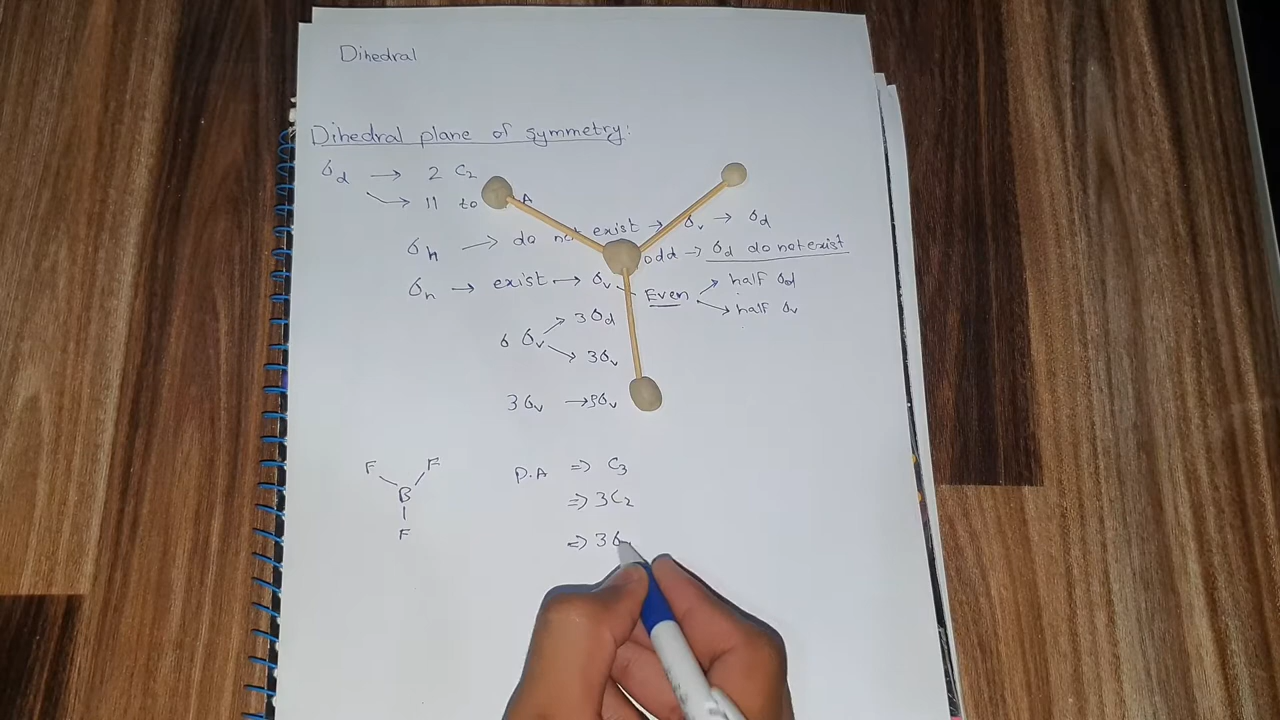 Dihedral
Dihedral plane of symmetry:
σd → 2 C2
→ 11 to A
σh → do not exist → σv → σd
odd → σd do not exist
σh → exist → σv Even → half σd
→ half σv
6 σv → 3σd
→ 3σv
3σv → 3σv
F F
B
F
P.A ⇒ C3
⇒ 3C2
⇒ 3σ